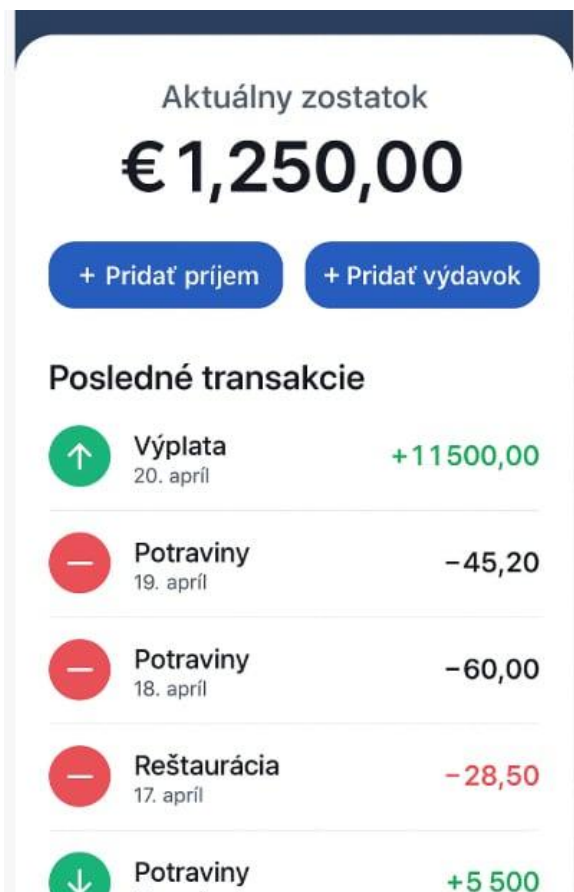 Aktuálny zostatok
€1,250,00
+ Pridať príjem + Pridať výdavok
Posledné transakcie
Výplata +11500,00
20. apríl
Potraviny −45,20
19. apríl
Potraviny −60,00
18. apríl
Reštaurácia −28,50
17. apríl
Potraviny +5 500